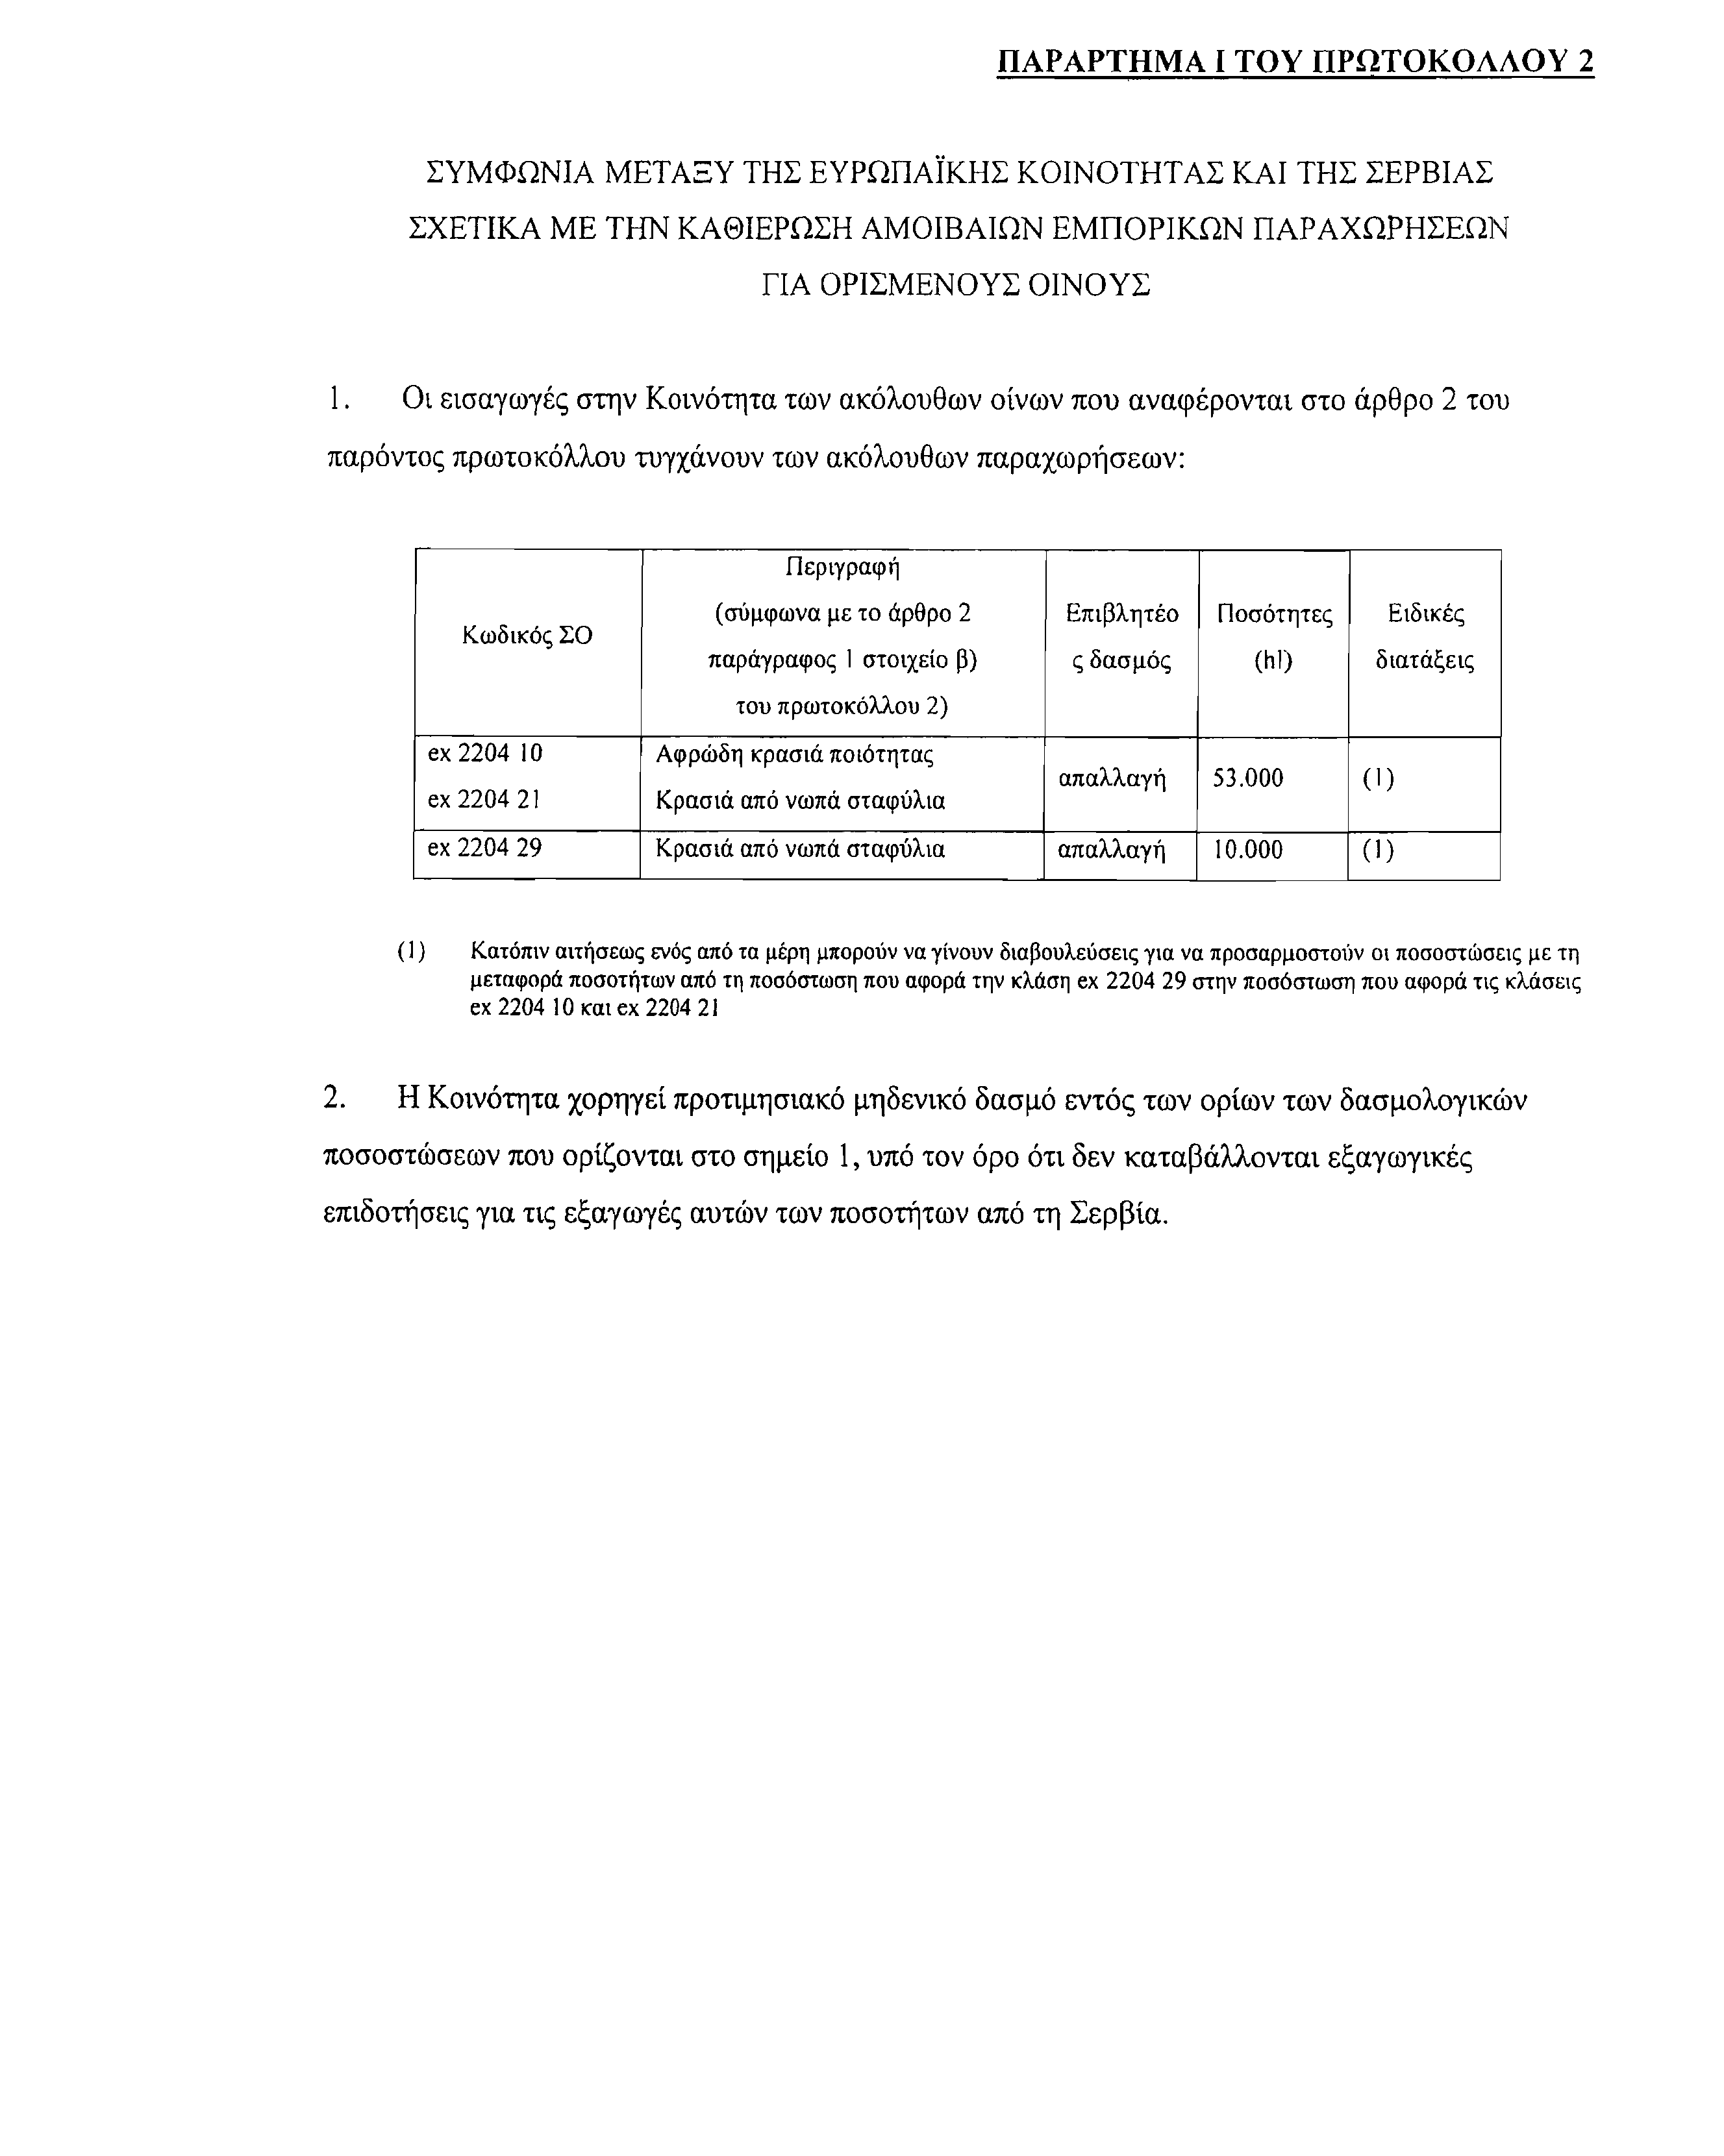 ΠΑΡΑΡΤΗΜΑ Ι ΤΟΥ ΠΡΩΤΟΚΟΛΛΟΥ 2
ΣΥΜΦΩΝΙΑ ΜΕΤΑΞΥ ΤΗΣ ΕΥΡΩΠΑΪΚΗΣ ΚΟΙΝΟΤΗΤΑΣ ΚΑΙ ΤΗΣ ΣΕΡΒΙΑΣ
ΣΧΕΤΙΚΑ ΜΕ ΤΗΝ ΚΑΘΙΕΡΩΣΗ ΑΜΟΙΒΑΙΩΝ ΕΜΠΟΡΙΚΩΝ ΠΑΡΑΧΩΡΗΣΕΩΝ
ΓΙΑ ΟΡΙΣΜΕΝΟΥΣ ΟΙΝΟΥΣ
1. Οι εισαγωγές στην Κοινότητα των ακόλουθων οίνων που αναφέρονται στο άρθρο 2 του
παρόντος πρωτοκόλλου τυγχάνουν των ακόλουθων παραχωρήσεων:
Κωδικός ΣΟ
Περιγραφή
(σύμφωνα με το άρθρο 2
παράγραφος 1 στοιχείο β)
του πρωτοκόλλου 2)
Επιβλητέο
ς δασμός
Ποσότητες
(hl)
Ειδικές
διατάξεις
ex 2204 10 Αφρώδη κρασιά ποιότητας
ex 2204 21 Κρασιά από νωπά σταφύλια
απαλλαγή 53.000 (1)
ex 2204 29 Κρασιά από νωπά σταφύλια απαλλαγή 10.000 (1)
(1) Κατόπιν αιτήσεως ενός από τα μέρη μπορούν να γίνουν διαβουλεύσεις για να προσαρμοστούν οι ποσοστώσεις με τη
μεταφορά ποσοτήτων από τη ποσόστωση που αφορά την κλάση ex 2204 29 στην ποσόστωση που αφορά τις κλάσεις
ex 2204 10 και ex 2204 21
2. Η Κοινότητα χορηγεί προτιμησιακό μηδενικό δασμό εντός των ορίων των δασμολογικών
ποσοστώσεων που ορίζονται στο σημείο 1, υπό τον όρο ότι δεν καταβάλλονται εξαγωγικές
επιδοτήσεις για τις εξαγωγές αυτών των ποσοτήτων από τη Σερβία.